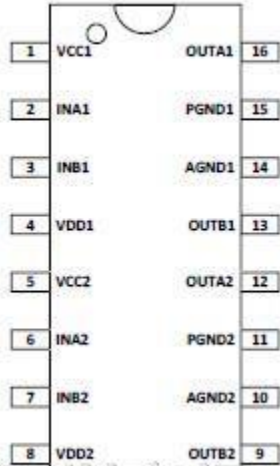 1 VCC1 OUTA1 16
2 INA1 PGND1 15
3 INB1 AGND1 14
4 VDD1 OUTB1 13
5 VCC2 OUTA2 12
6 INA2 PGND2 11
7 INB2 AGND2 10
8 VDD2 OUTB2 9